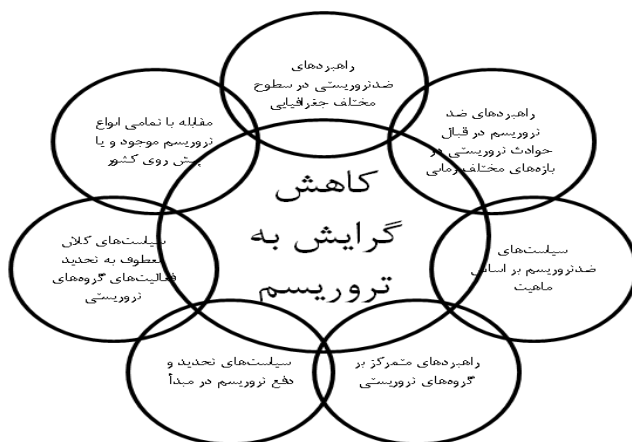 راهبردهای
ضدتروریستی در سطوح
مختلف جغرافیایی
راهبردهای ضد
تروریسم در قبال
حوادث تروریستی در
بازه‌های مختلف زمانی
سیاست‌های
ضدتروریسم بر اساس
ماهیت
راهبردهای متمرکز بر
گروه‌های تروریستی
سیاست‌های تحدید و
دفع تروریسم در مبدأ
سیاست‌های کلان
معطوف به تحدید
فعالیت‌های گروه‌های
تروریستی
مقابله با تمامی انواع
تروریسم موجود و یا
پیش روی کشور
کاهش
گرایش به
تروریسم